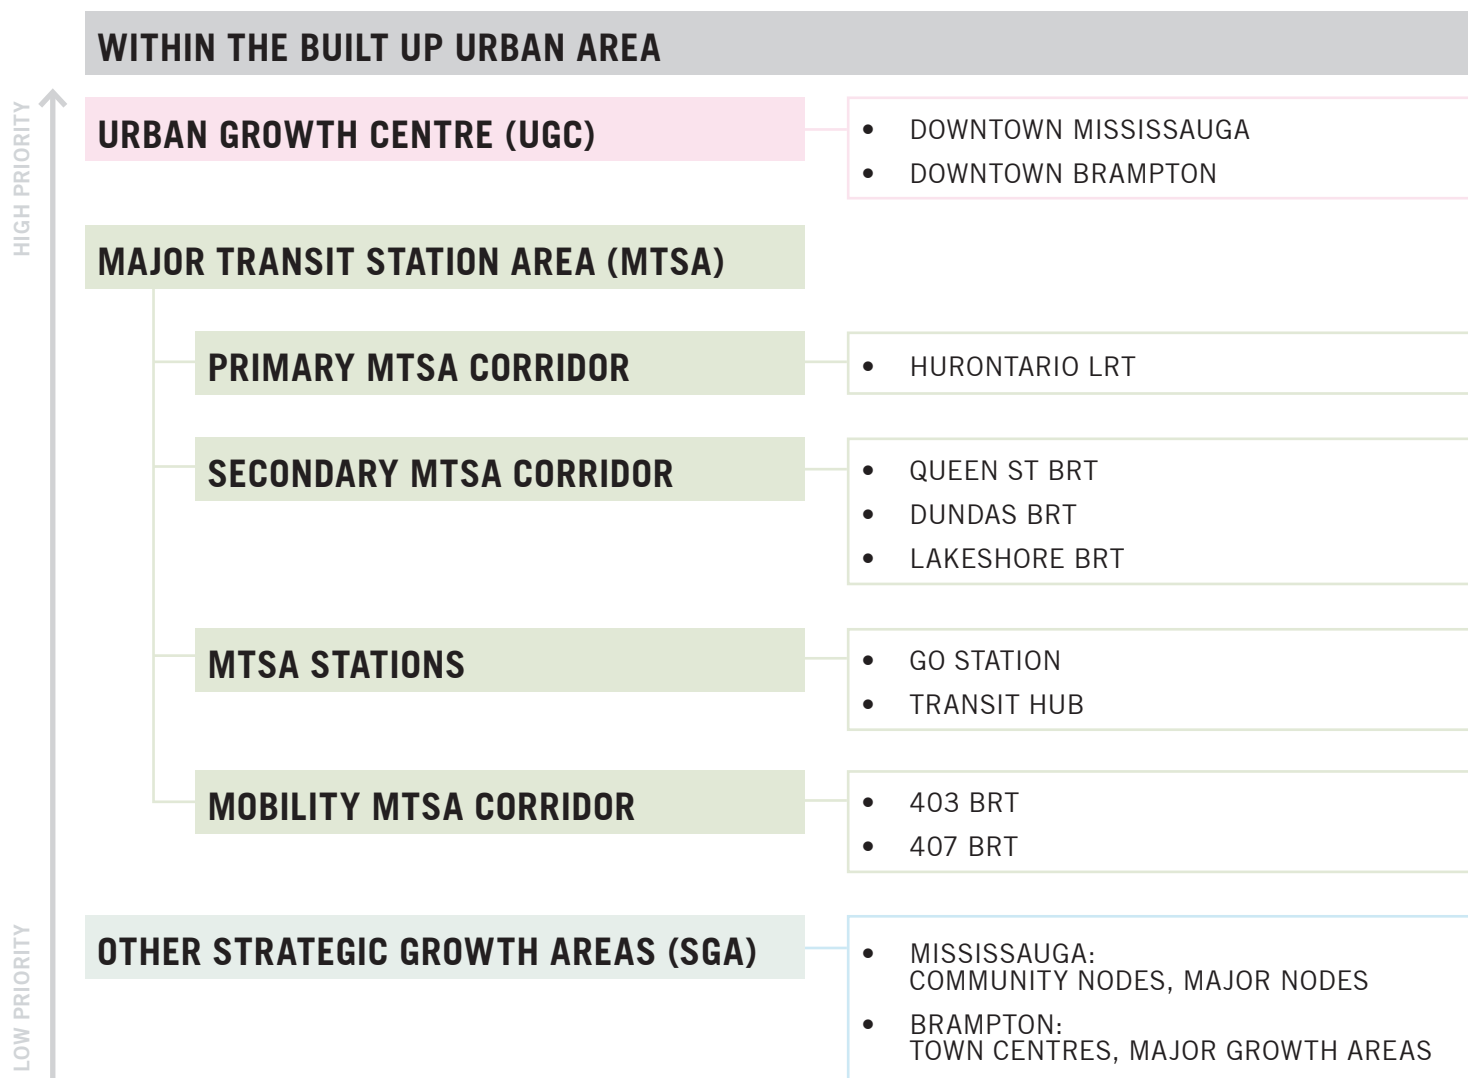 WITHIN THE BUILT UP URBAN AREA
HIGH PRIORITY
URBAN GROWTH CENTRE (UGC)
• DOWNTOWN MISSISSAUGA
• DOWNTOWN BRAMPTON
MAJOR TRANSIT STATION AREA (MTSA)
PRIMARY MTSA CORRIDOR
• HURONTARIO LRT
SECONDARY MTSA CORRIDOR
• QUEEN ST BRT
• DUNDAS BRT
• LAKESHORE BRT
MTSA STATIONS
• GO STATION
• TRANSIT HUB
MOBILITY MTSA CORRIDOR
• 403 BRT
• 407 BRT
LOW PRIORITY
OTHER STRATEGIC GROWTH AREAS (SGA)
• MISSISSAUGA:
COMMUNITY NODES, MAJOR NODES
• BRAMPTON:
TOWN CENTRES, MAJOR GROWTH AREAS